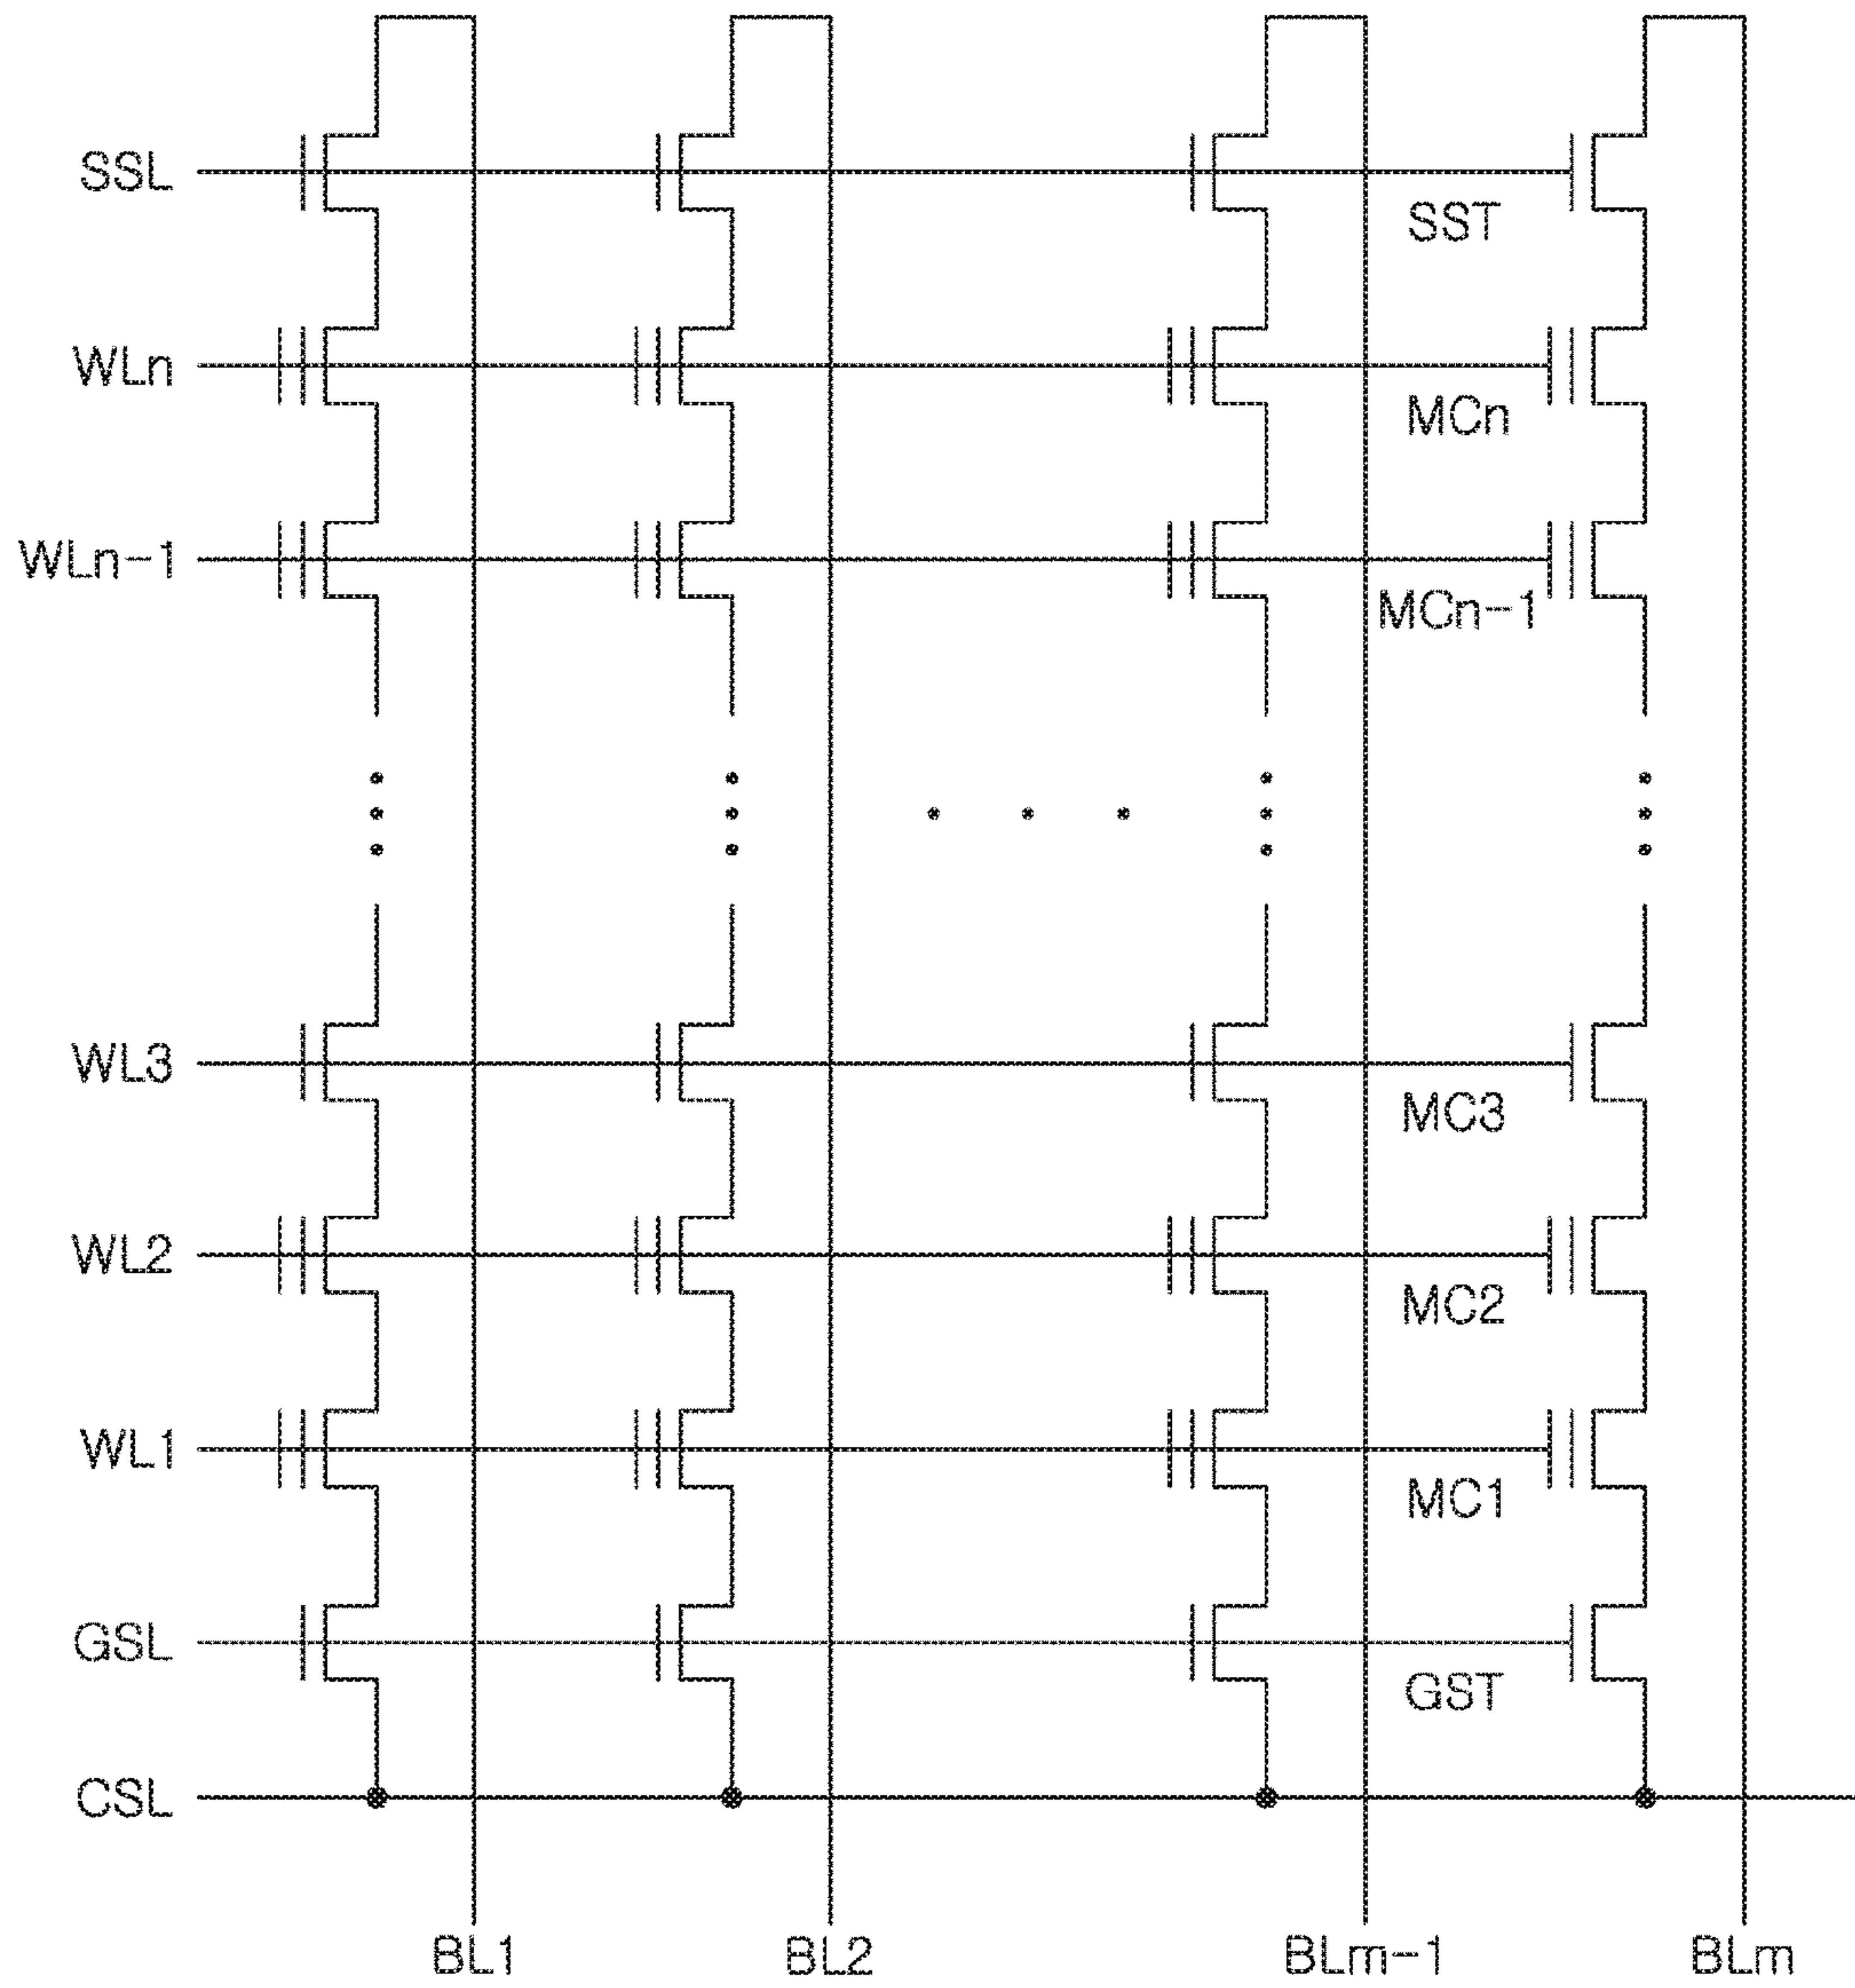 SSL
SST
WLn
MCn
WLn-1
MCn-1
WL3
MC3
WL2
MC2
WL1
MC1
GSL
GST
CSL
BL1 BL2 BLm-1 BLm